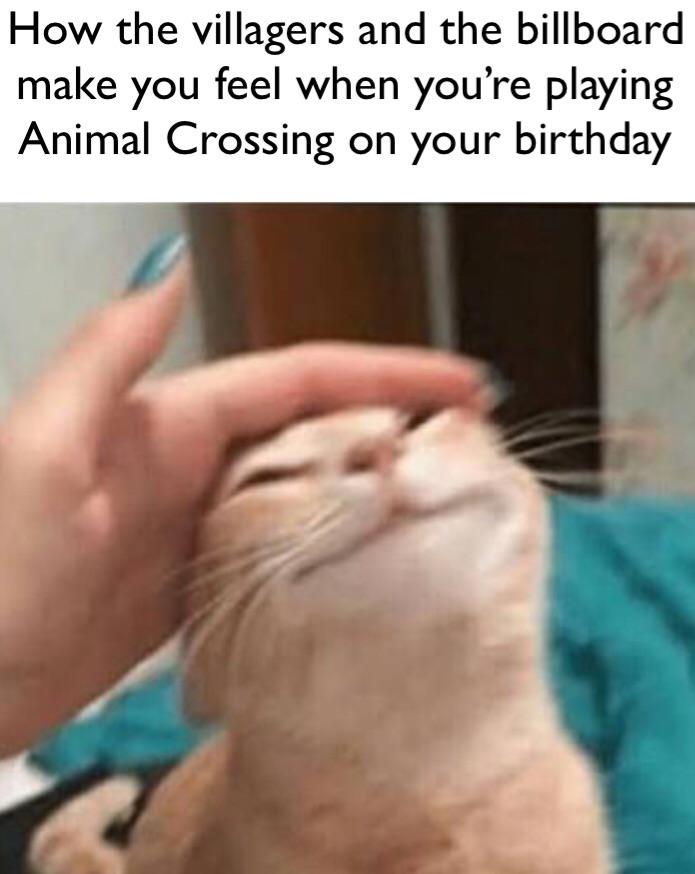 How the villagers and the billboard
make you feel when you’re playing
Animal Crossing on your birthday